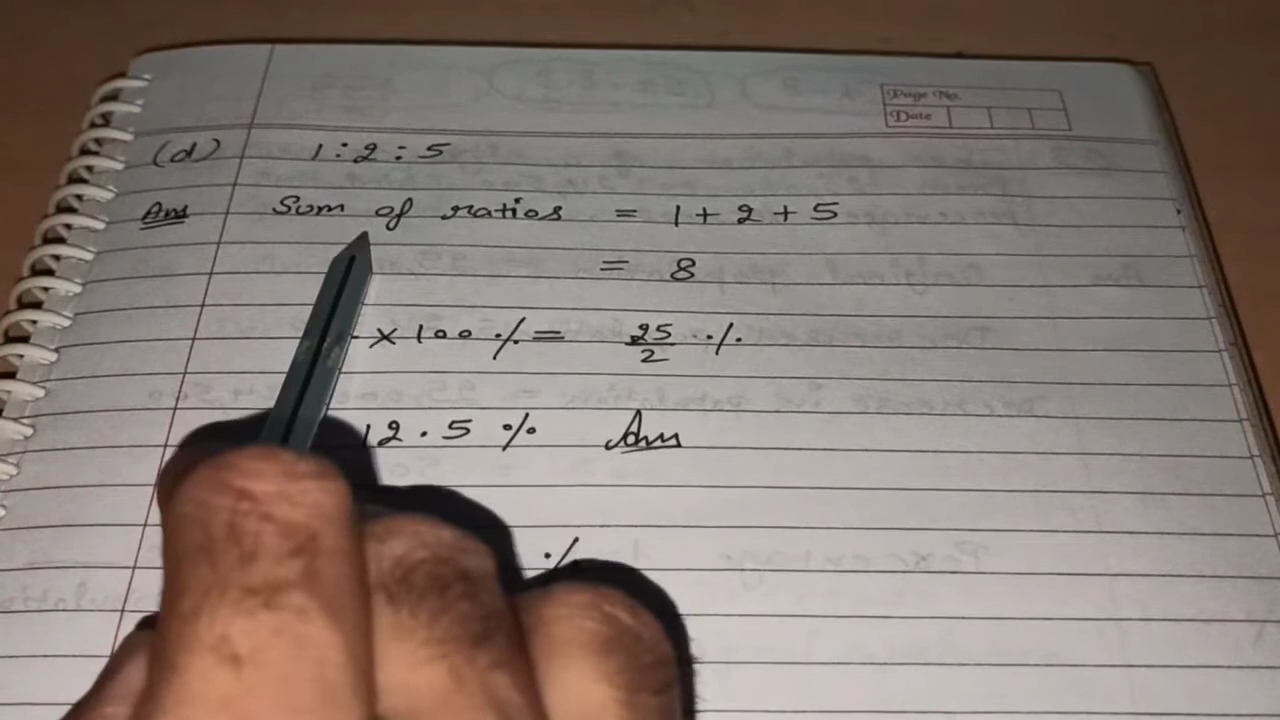 Page No.
Date
(d) 1:2:5
Ans Sum of ratios = 1+2+5
= 8
× 100 % = 25/2 %
12.5 % Ans
%